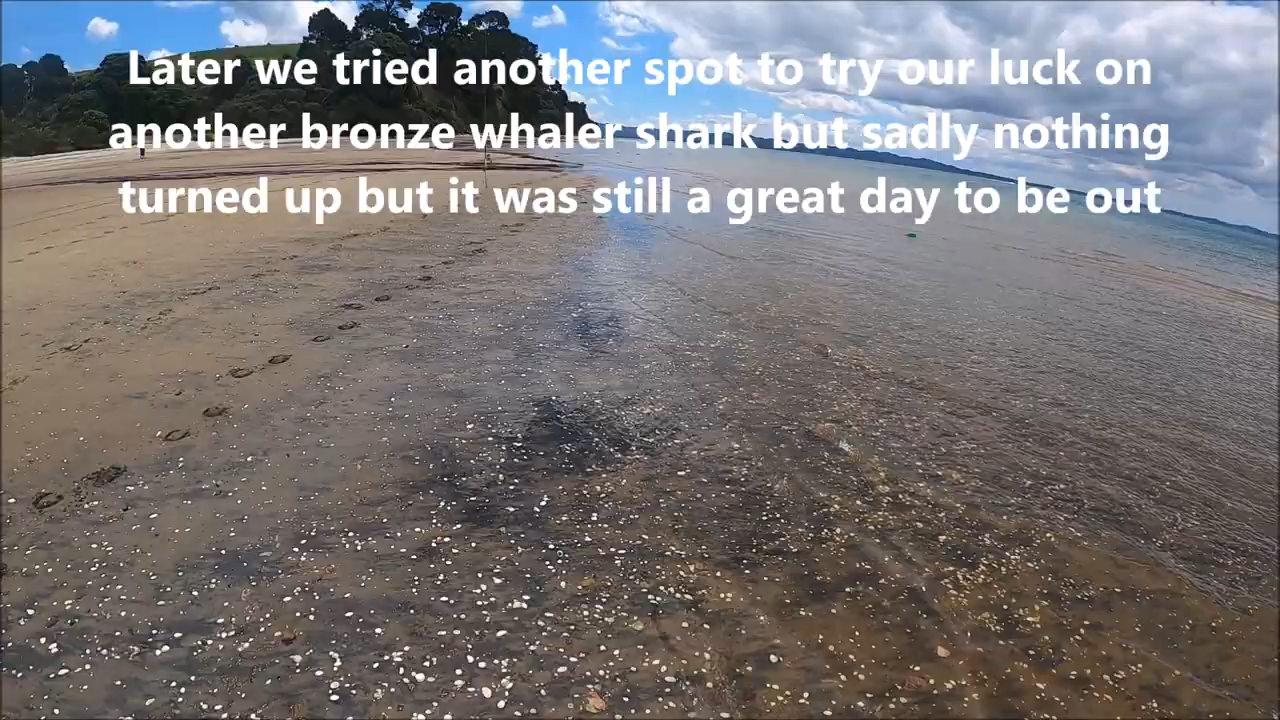 Later we tried another spot to try our luck on
another bronze whaler shark but sadly nothing
turned up but it was still a great day to be out